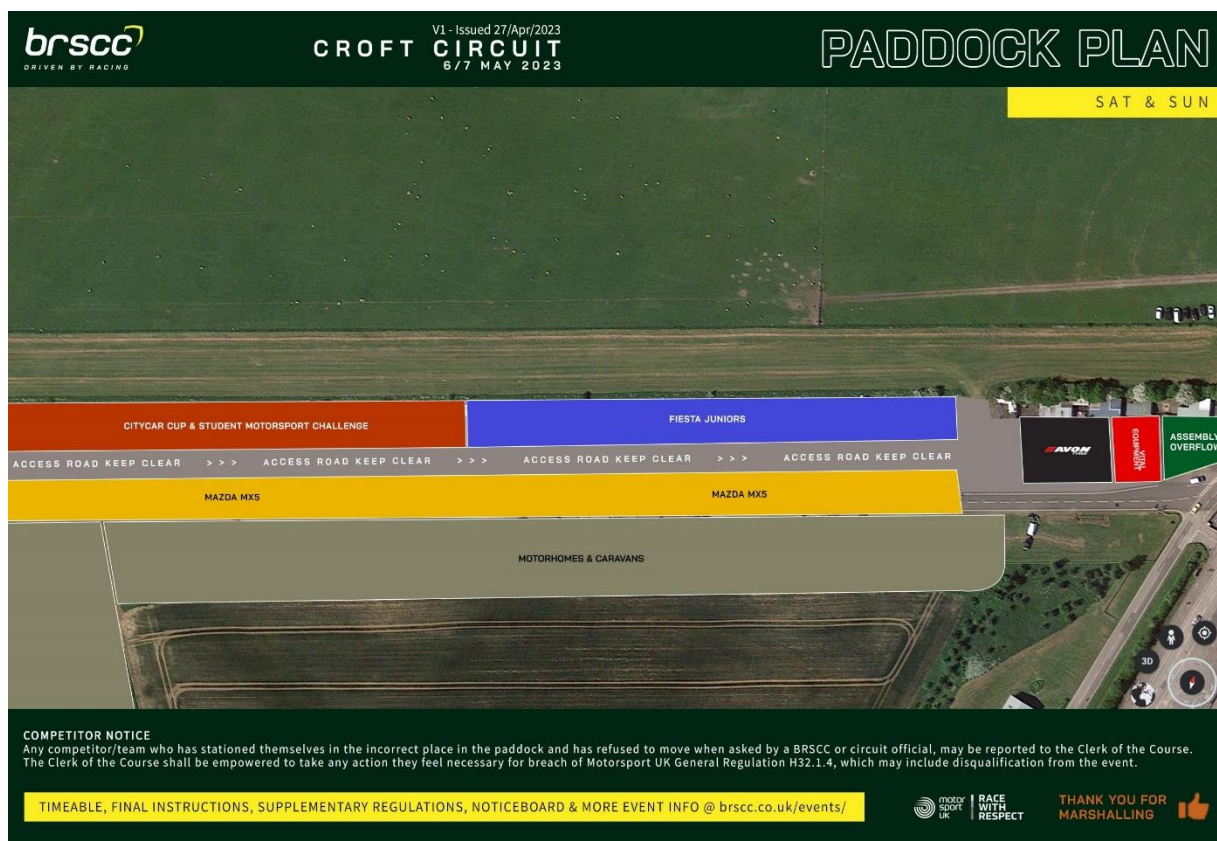 brscc
DRIVEN BY RACING
V1 - Issued 27/Apr/2023
CROFT CIRCUIT
6/7 MAY 2023
PADDOCK PLAN
SAT & SUN
CITYCAR CUP & STUDENT MOTORSPORT CHALLENGE
FIESTA JUNIORS
AVON
TYRES
VITAL
EQUIPMENT
ASSEMBLY
OVERFLOW
ACCESS ROAD KEEP CLEAR > > > ACCESS ROAD KEEP CLEAR > > > ACCESS ROAD KEEP CLEAR > > > ACCESS ROAD KEEP CLEAR
MAZDA MX5 MAZDA MX5
MOTORHOMES & CARAVANS
3D
COMPETITOR NOTICE
Any competitor/team who has stationed themselves in the incorrect place in the paddock and has refused to move when asked by a BRSCC or circuit official, may be reported to the Clerk of the Course.
The Clerk of the Course shall be empowered to take any action they feel necessary for breach of Motorsport UK General Regulation H32.1.4, which may include disqualification from the event.
TIMEABLE, FINAL INSTRUCTIONS, SUPPLEMENTARY REGULATIONS, NOTICEBOARD & MORE EVENT INFO @ brscc.co.uk/events/
motor
sport
uk
RACE
WITH
RESPECT
THANK YOU FOR
MARSHALLING